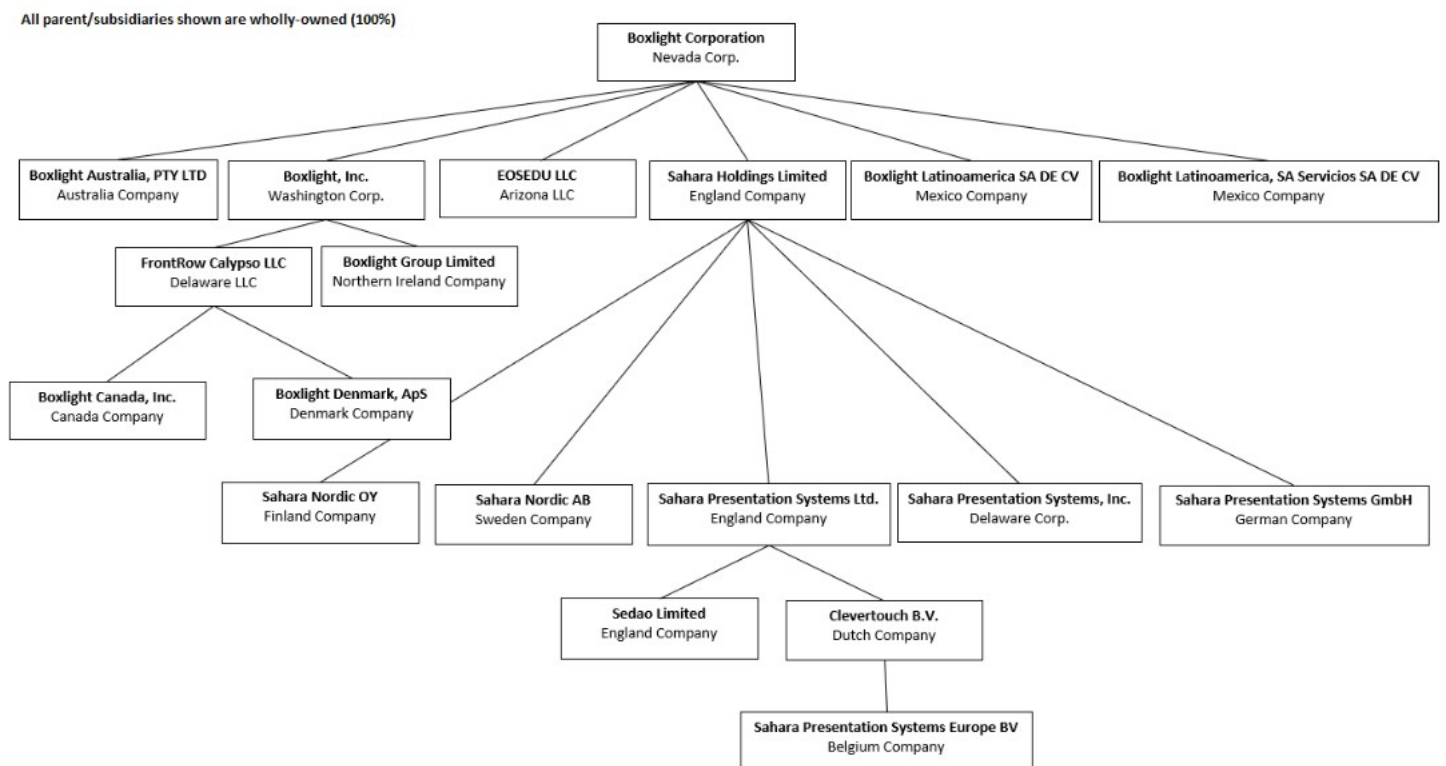 All parent/subsidiaries shown are wholly-owned (100%)
Boxlight Corporation
Nevada Corp.
Boxlight Australia, PTY LTD
Australia Company
Boxlight, Inc.
Washington Corp.
EOSEDU LLC
Arizona LLC
Sahara Holdings Limited
England Company
Boxlight Latinoamerica SA DE CV
Mexico Company
Boxlight Latinoamerica, SA Servicios SA DE CV
Mexico Company
FrontRow Calypso LLC
Delaware LLC
Boxlight Group Limited
Northern Ireland Company
Boxlight Canada, Inc.
Canada Company
Boxlight Denmark, ApS
Denmark Company
Sahara Nordic OY
Finland Company
Sahara Nordic AB
Sweden Company
Sahara Presentation Systems Ltd.
England Company
Sahara Presentation Systems, Inc.
Delaware Corp.
Sahara Presentation Systems GmbH
German Company
Sedao Limited
England Company
Clevertouch B.V.
Dutch Company
Sahara Presentation Systems Europe BV
Belgium Company